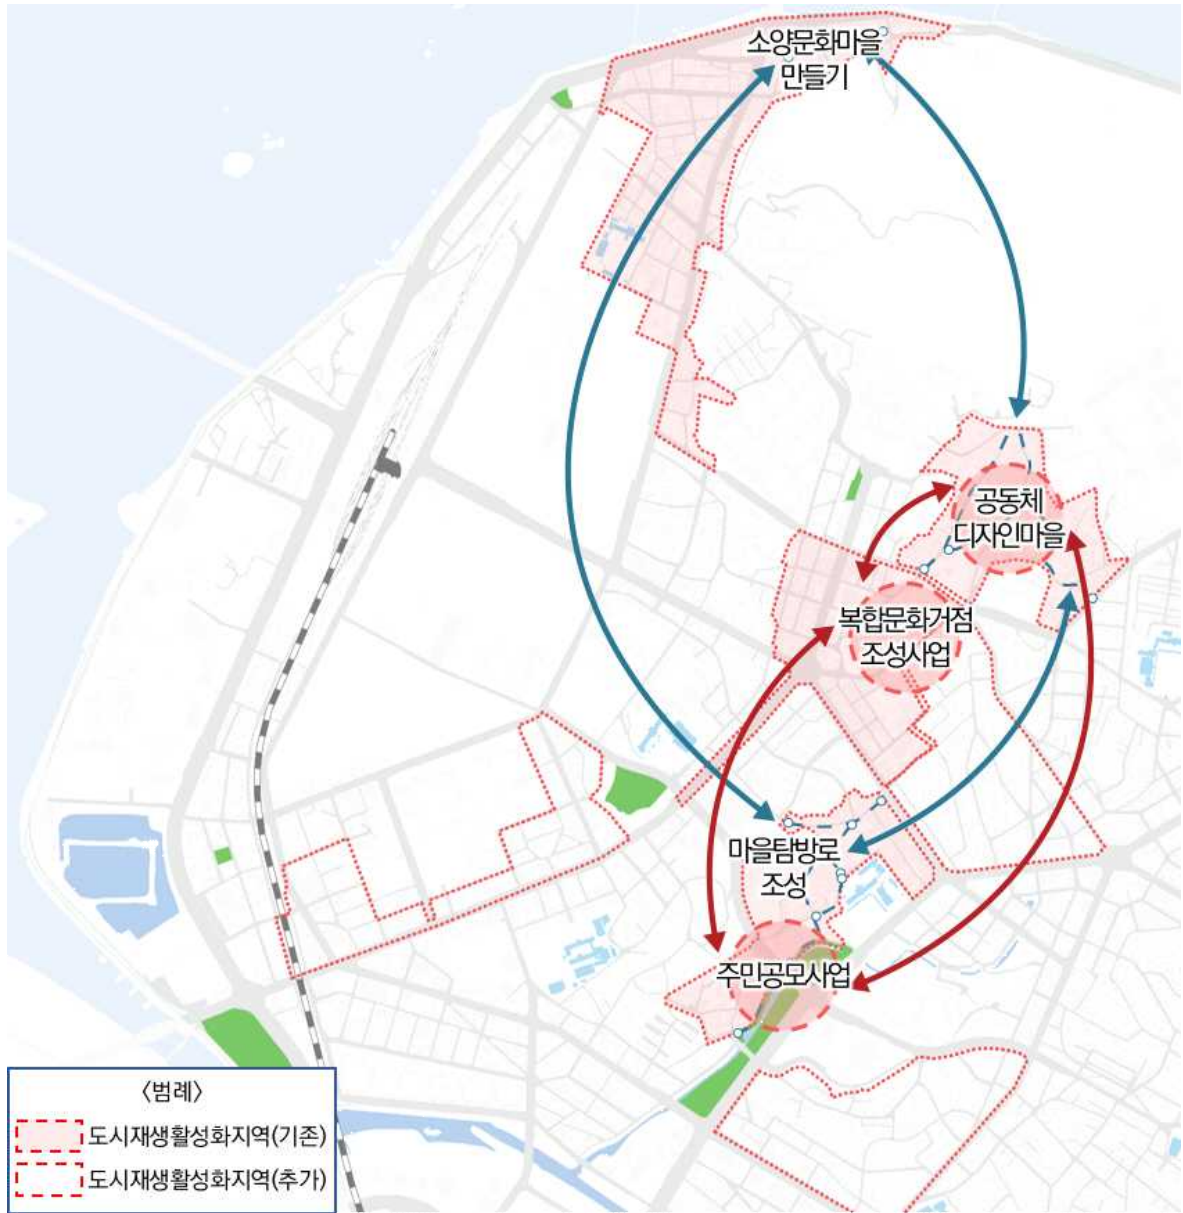 소양문화마을
만들기
공동체
디자인마을
복합문화거점
조성사업
마을탐방로
조성
주민공모사업
〈범례〉
도시재생활성화지역(기존)
도시재생활성화지역(추가)